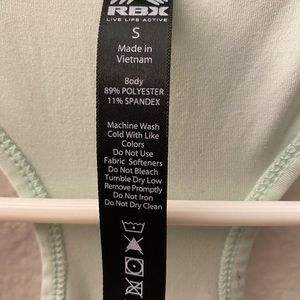 RBX
LIVE LIFE ACTIVE
S
Made in
Vietnam
Body
89% POLYESTER
11% SPANDEX
Machine Wash
Cold With Like
Colors
Do Not Use
Fabric Softeners
Do Not Bleach
Tumble Dry Low
Remove Promptly
Do Not Iron
Do Not Dry Clean